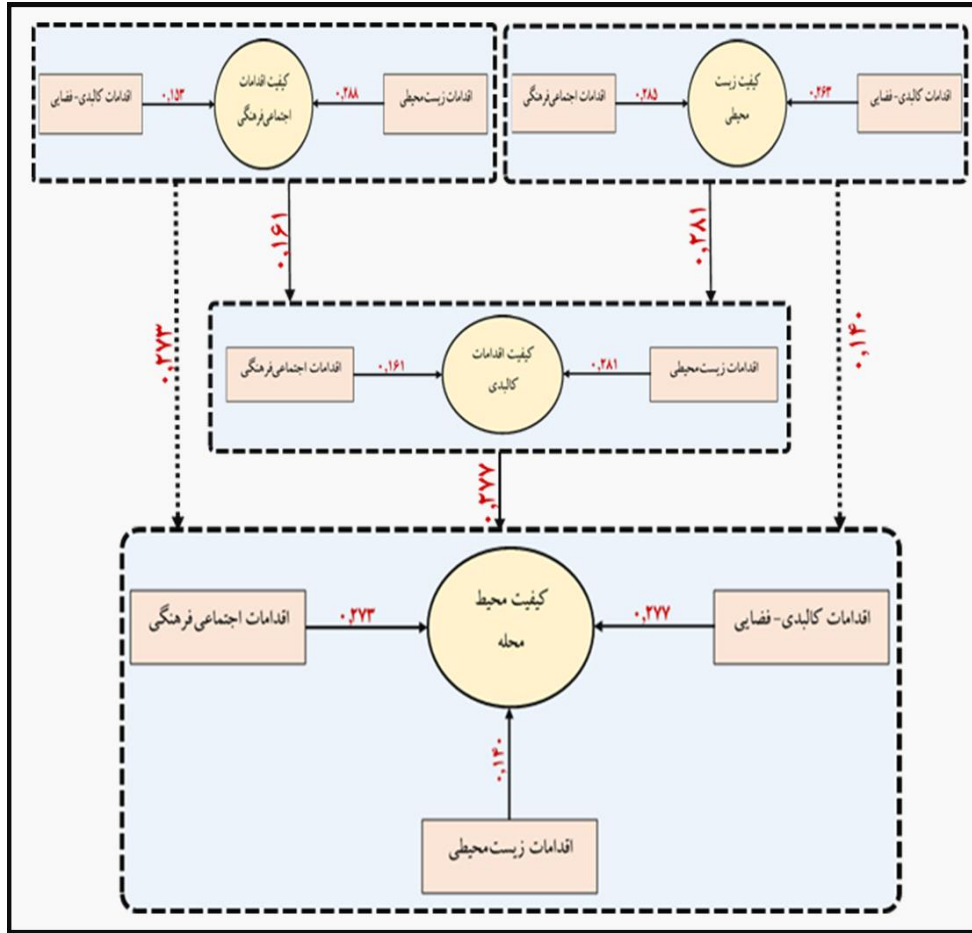 کیفیت زیست
محیطی
اقدامات کالبدی- فضایی
۰,۲۶۳
۰,۲۸۵
اقدامات اجتماعی‌فرهنگی
کیفیت اقدامات
اجتماعی‌فرهنگی
اقدامات زیست‌محیطی
۰,۲۸۸
۰,۱۵۳
اقدامات کالبدی- فضایی
۰,۱۴۰
۰,۲۸۱
۰,۱۶۱
۰,۲۷۳
کیفیت اقدامات
کالبدی
اقدامات زیست‌محیطی
۰,۲۸۱
۰,۱۶۱
اقدامات اجتماعی‌فرهنگی
۰,۲۷۷
کیفیت محیط
محله
اقدامات کالبدی- فضایی
۰,۲۷۷
۰,۲۷۳
اقدامات اجتماعی‌فرهنگی
۰,۱۴۰
اقدامات زیست‌محیطی